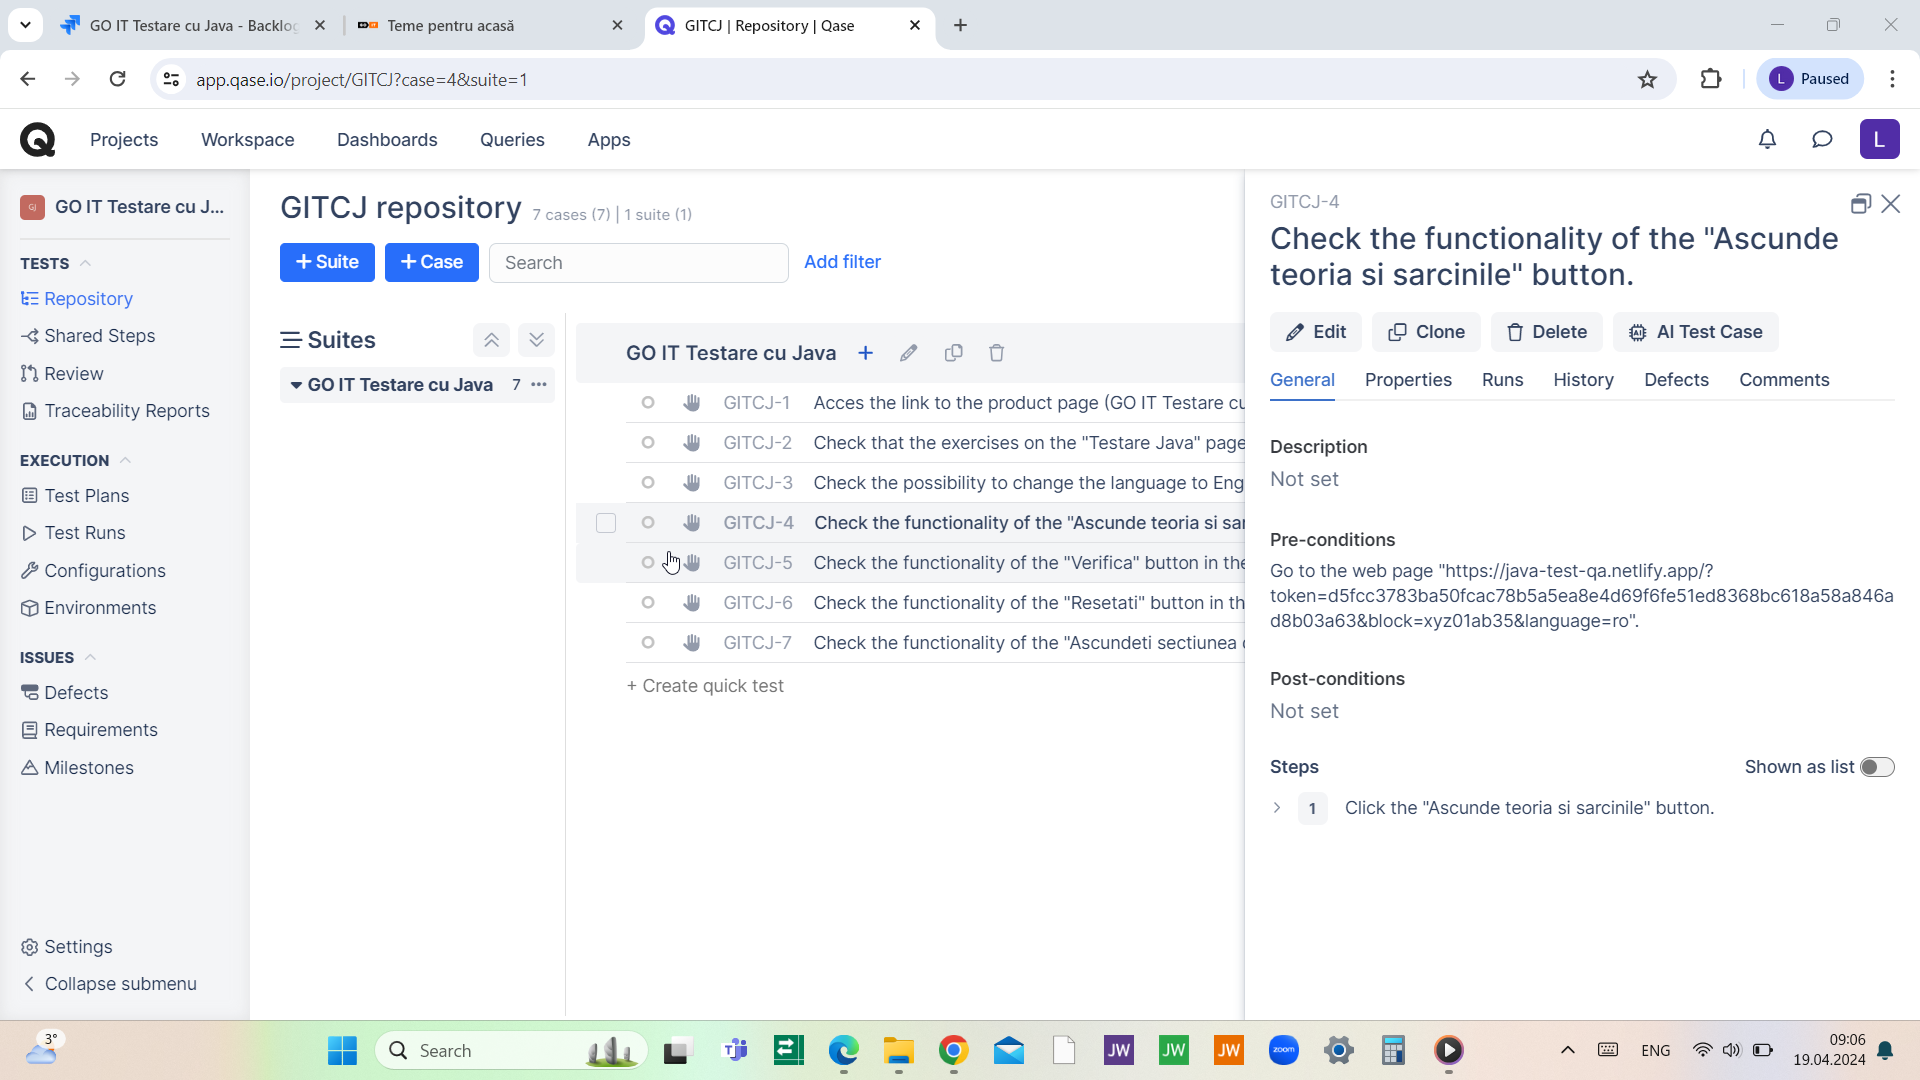 GO IT Testare cu Java - Backlog
Teme pentru acasă
GITCJ | Repository | Qase
app.qase.io/project/GITCJ?case=4&suite=1
L
Paused
Projects
Workspace
Dashboards
Queries
Apps
L
GJ
GO IT Testare cu J...
TESTS
Repository
Shared Steps
Review
Traceability Reports
EXECUTION
Test Plans
Test Runs
Configurations
Environments
ISSUES
Defects
Requirements
Milestones
Settings
Collapse submenu
GITCJ repository
7 cases (7) | 1 suite (1)
+ Suite
+ Case
Search
Add filter
Suites
GO IT Testare cu Java 7
GO IT Testare cu Java
GITCJ-1 Acces the link to the product page (GO IT Testare cu
GITCJ-2 Check that the exercises on the "Testare Java" page
GITCJ-3 Check the possibility to change the language to Eng
GITCJ-4 Check the functionality of the "Ascunde teoria si sar
GITCJ-5 Check the functionality of the "Verifica" button in the
GITCJ-6 Check the functionality of the "Resetati" button in th
GITCJ-7 Check the functionality of the "Ascundeti sectiunea
+ Create quick test
GITCJ-4
Check the functionality of the "Ascunde
teoria si sarcinile" button.
Edit
Clone
Delete
AI Test Case
General
Properties
Runs
History
Defects
Comments
Description
Not set
Pre-conditions
Go to the web page "https://java-test-qa.netlify.app/?
token=d5fcc3783ba50fcac78b5a5ea8e4d69f6fe51ed8368bc618a58a846a
d8b03a63&block=xyz01ab35&language=ro".
Post-conditions
Not set
Steps
Shown as list
1 Click the "Ascunde teoria si sarcinile" button.
3°
Search
JW
JW
JW
zoom
ENG
09:06
19.04.2024